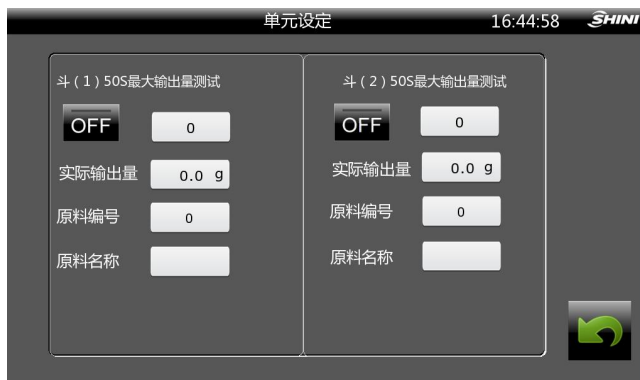 单元设定 16:44:58 SHINI
斗(1)50S最大输出量测试
OFF 0
实际输出量 0.0 g
原料编号 0
原料名称
斗(2)50S最大输出量测试
OFF 0
实际输出量 0.0 g
原料编号 0
原料名称